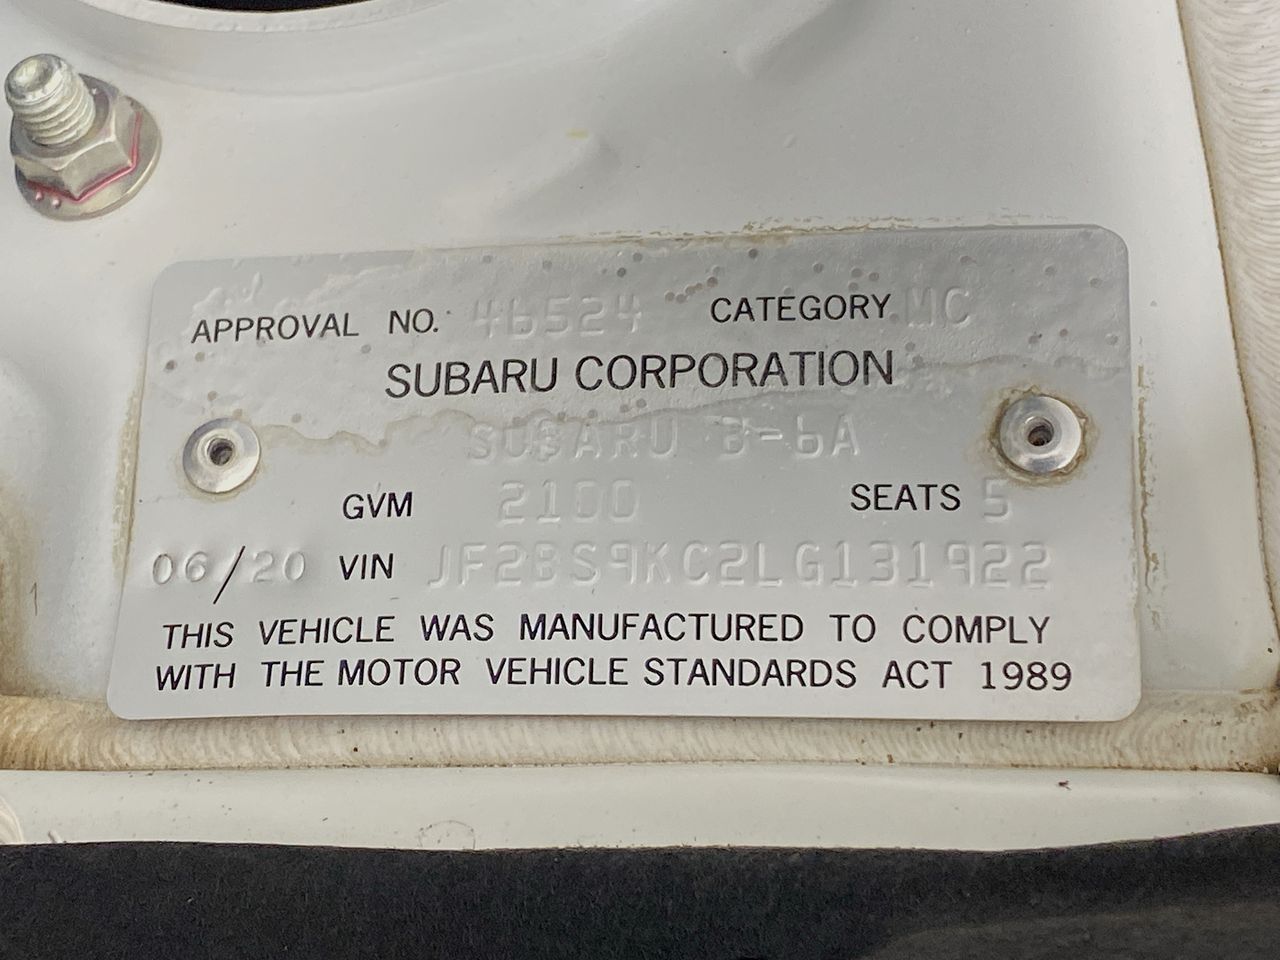 APPROVAL NO. 46524 CATEGORY MC
SUBARU CORPORATION
SUBARU B-6A
GVM 2100 SEATS 5
06/20 VIN JF2BS9KC2LG131922
THIS VEHICLE WAS MANUFACTURED TO COMPLY
WITH THE MOTOR VEHICLE STANDARDS ACT 1989